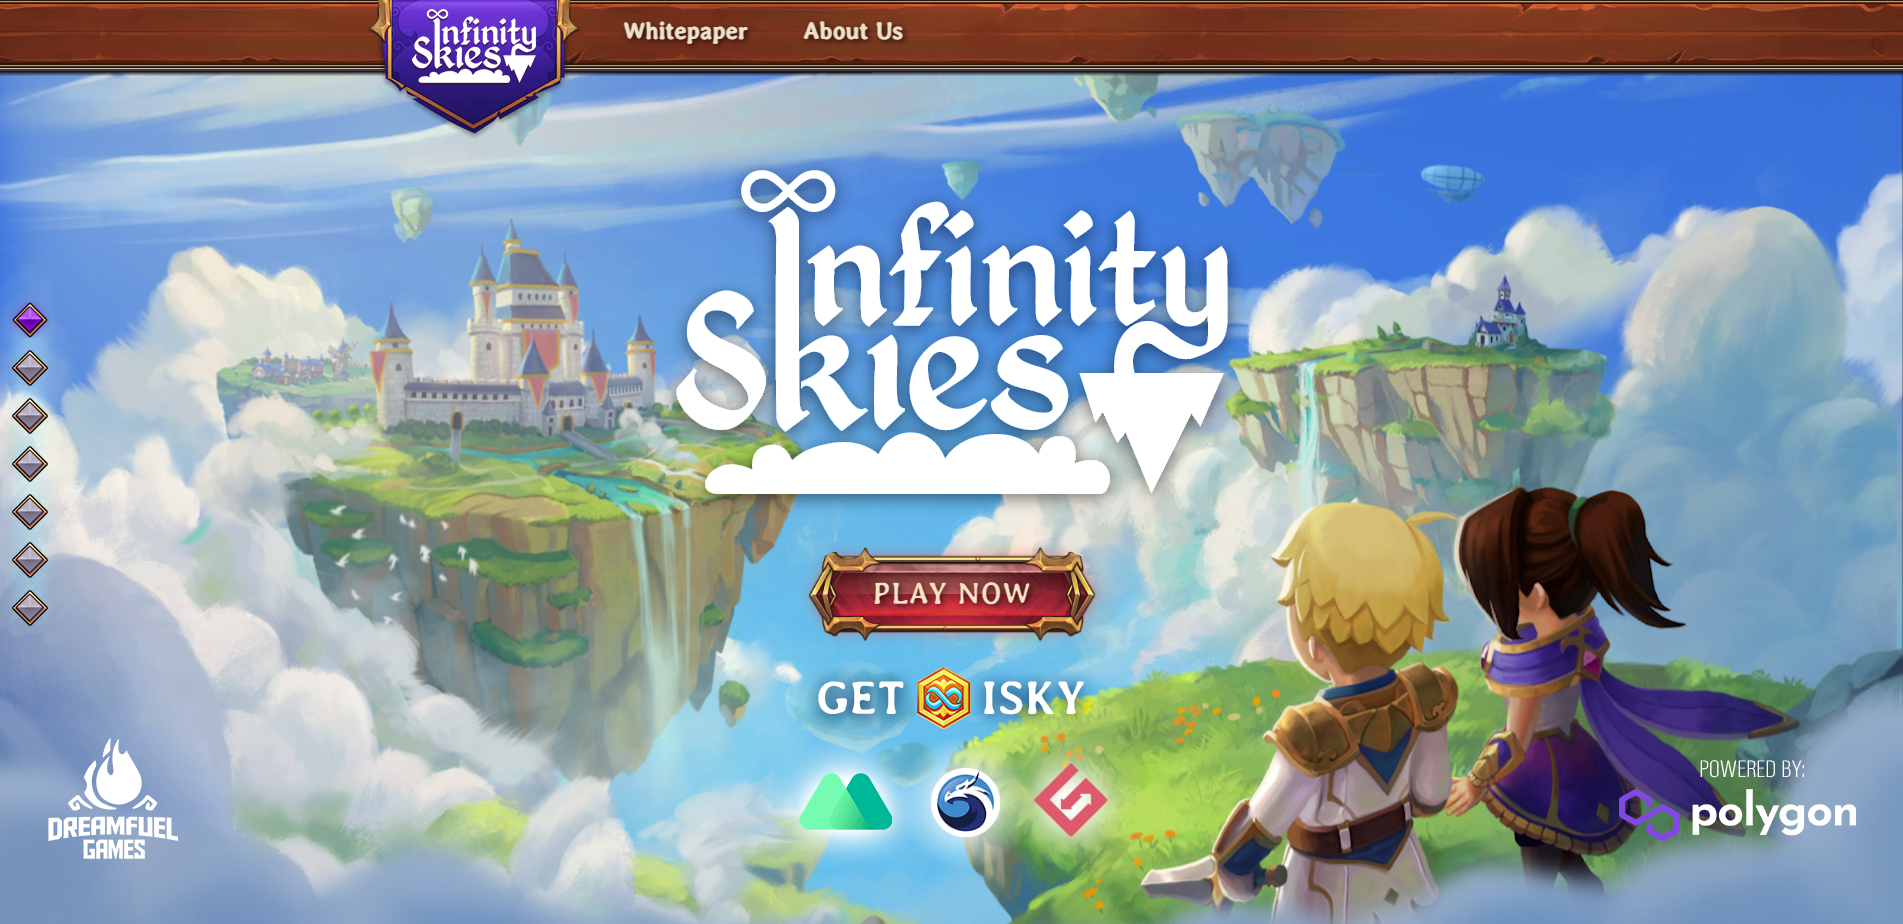 Infinity
Skies
Whitepaper
About Us
Infinity
Skies
PLAY NOW
GET ISKY
DREAMFUEL
GAMES
POWERED BY:
polygon